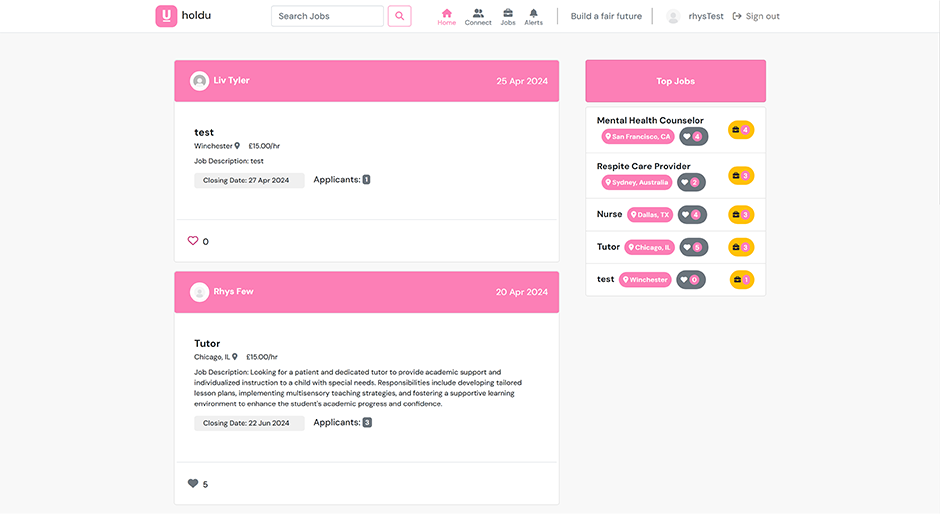 holdu
Search Jobs
Home
Connect
Jobs
Alerts
Build a fair future
rhysTest
Sign out
Liv Tyler
25 Apr 2024
test
Winchester £15.00/hr
Job Description: test
Closing Date: 27 Apr 2024
Applicants: 1
0
Rhys Few
20 Apr 2024
Tutor
Chicago, IL £15.00/hr
Job Description: Looking for a patient and dedicated tutor to provide academic support and
individualized instruction to a child with special needs. Responsibilities include developing tailored
lesson plans, implementing multisensory teaching strategies, and fostering a supportive learning
environment to enhance the student's academic progress and confidence.
Closing Date: 22 Jun 2024
Applicants: 3
5
Top Jobs
Mental Health Counselor
San Francisco, CA 4 4
Respite Care Provider
Sydney, Australia 2 3
Nurse Dallas, TX 4 3
Tutor Chicago, IL 5 3
test Winchester 0 1